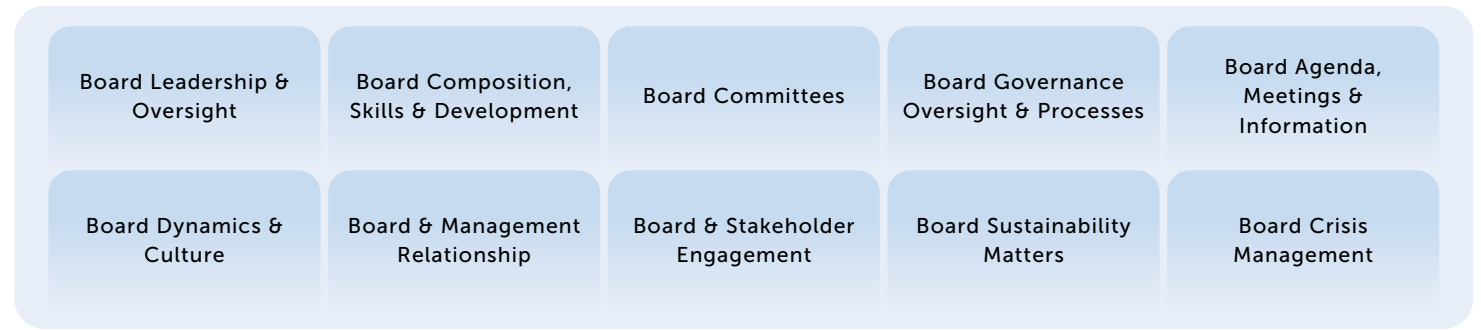 Board Leadership &
Oversight
Board Composition,
Skills & Development
Board Committees
Board Governance
Oversight & Processes
Board Agenda,
Meetings &
Information
Board Dynamics &
Culture
Board & Management
Relationship
Board & Stakeholder
Engagement
Board Sustainability
Matters
Board Crisis
Management